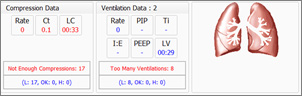 Compression Data
Rate Ct LC
0 0.1 00:33
Not Enough Compressions: 17
(L: 17, OK: 0, H: 0)
Ventilation Data : 2
Rate PIP Ti
0 - -
I:E PEEP LV
- - 00:29
Too Many Ventilations: 8
(L: 8, OK: 0, H: 0)